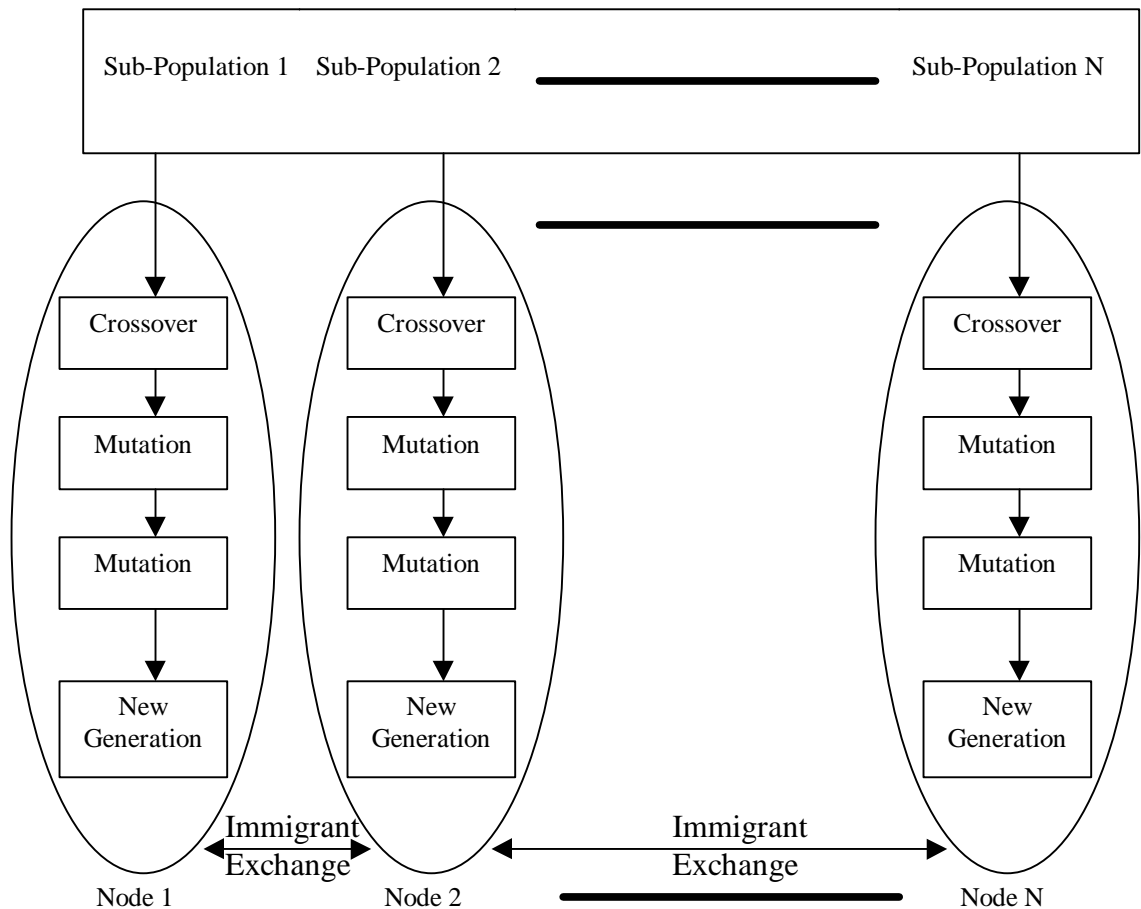 Sub-Population 1 Sub-Population 2 Sub-Population N
Crossover Crossover Crossover
Mutation Mutation Mutation
Mutation Mutation Mutation
New New New
Generation Generation Generation
Immigrant Immigrant
Exchange Exchange
Node 1 Node 2 Node N